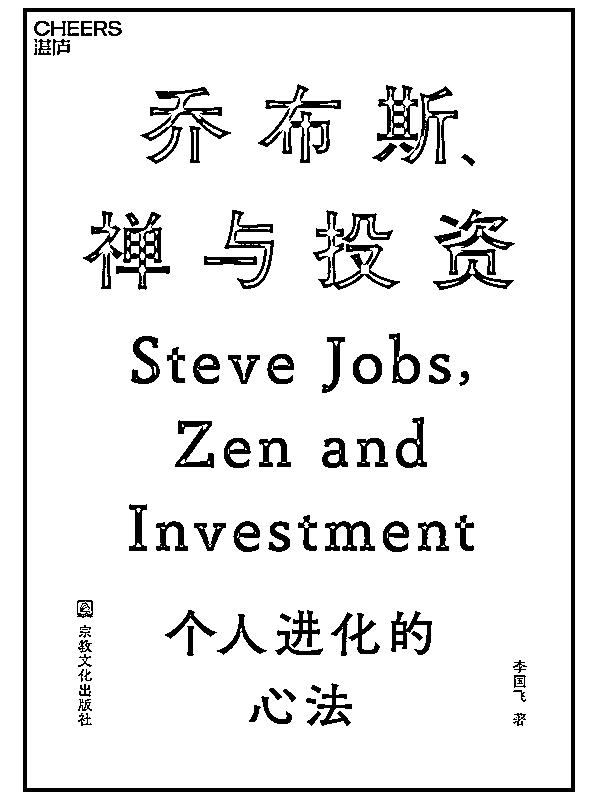 CHEERS
湛庐
乔布斯、
禅与投资
Steve Jobs,
Zen and
Investment
个人进化的
心法
宗教文化出版社
李国飞 著